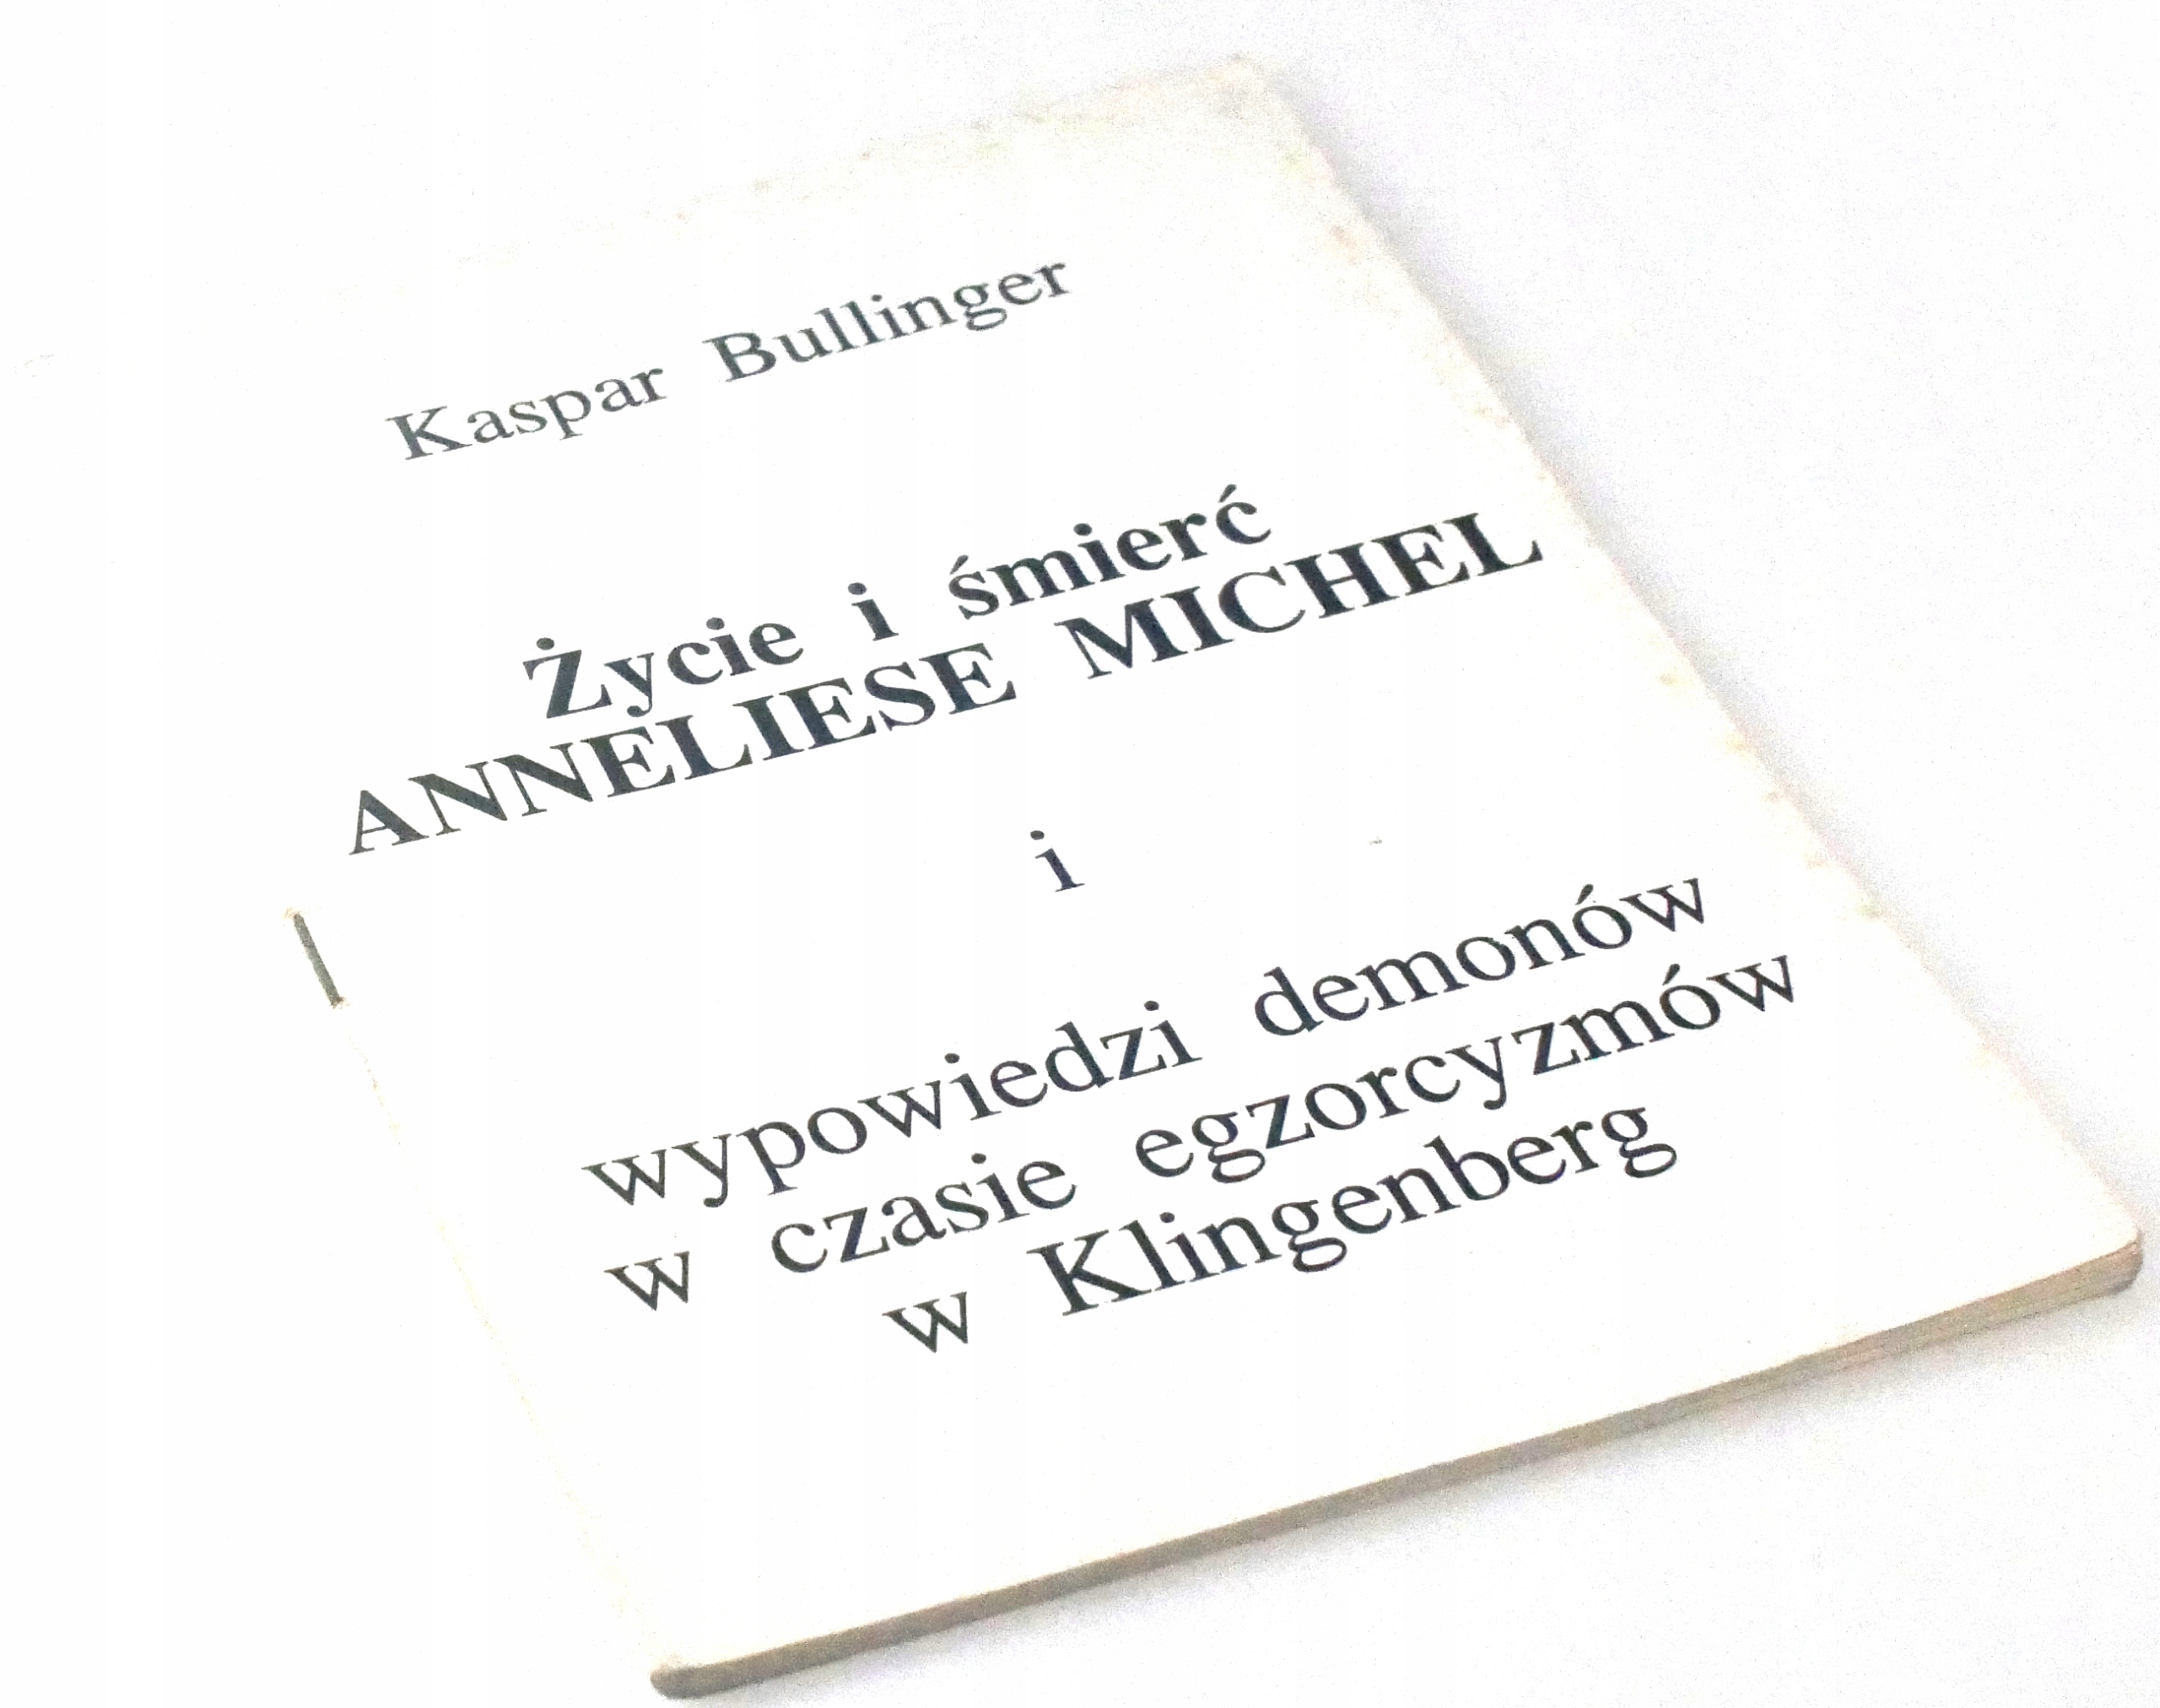 Kaspar Bullinger
Życie i śmierć
ANNELIESE MICHEL
i
wypowiedzi demonów
w czasie egzorcyzmów
w Klingenberg